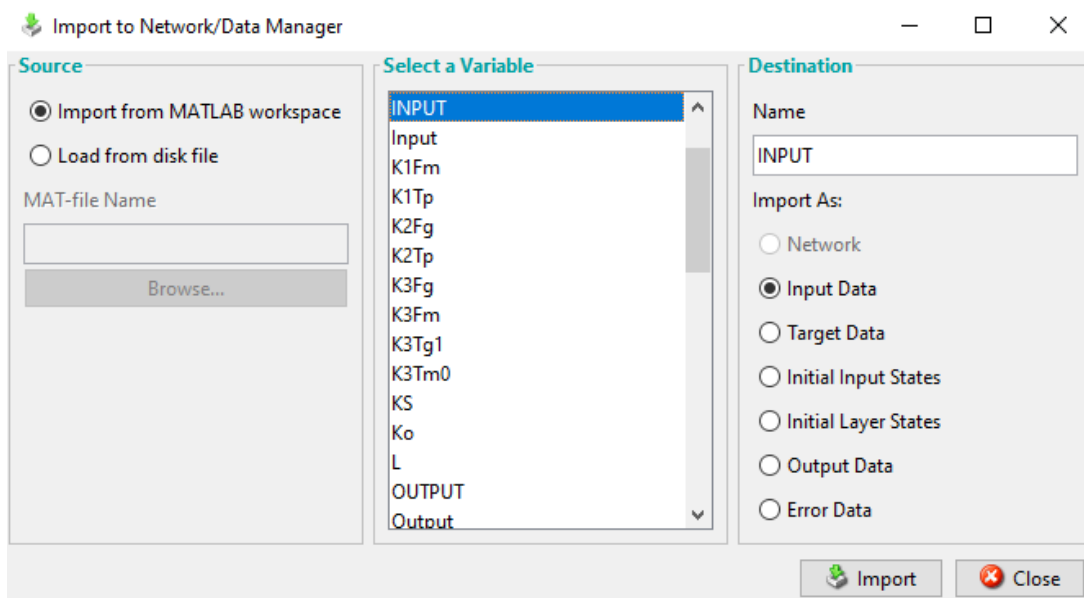 Import to Network/Data Manager
Source
Import from MATLAB workspace
Load from disk file
MAT-file Name
Browse...
Select a Variable
INPUT
Input
K1Fm
K1Tp
K2Fg
K2Tp
K3Fg
K3Fm
K3Tg1
K3Tm0
KS
Ko
L
OUTPUT
Output
Destination
Name
INPUT
Import As:
Network
Input Data
Target Data
Initial Input States
Initial Layer States
Output Data
Error Data
Import
Close